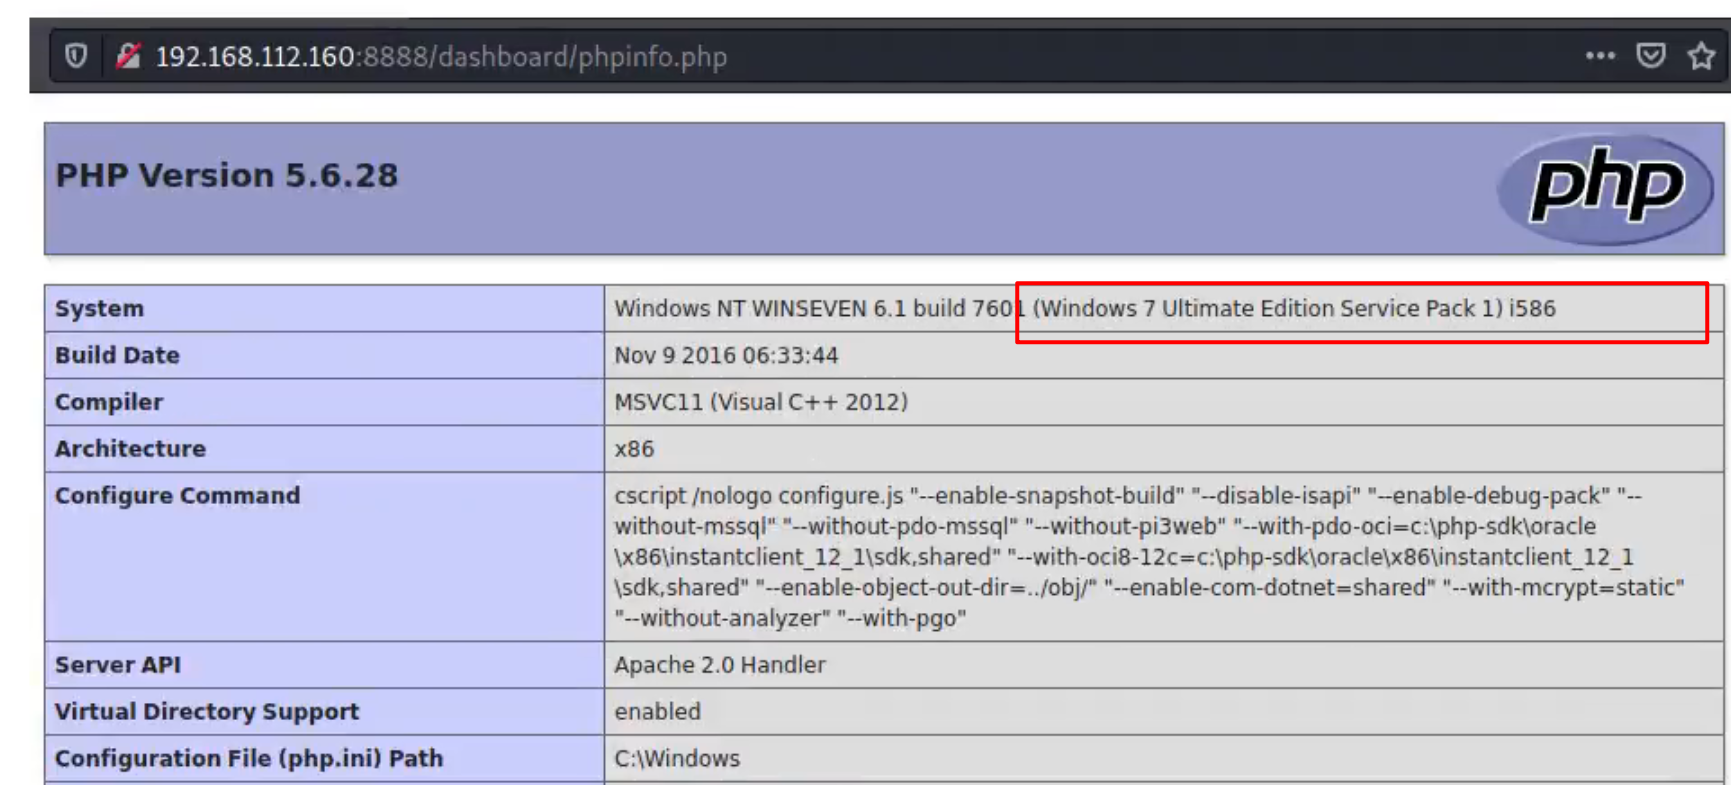 192.168.112.160:8888/dashboard/phpinfo.php
PHP Version 5.6.28
php
System Windows NT WINSEVEN 6.1 build 7601 (Windows 7 Ultimate Edition Service Pack 1) i586
Build Date Nov 9 2016 06:33:44
Compiler MSVC11 (Visual C++ 2012)
Architecture x86
Configure Command cscript /nologo configure.js "--enable-snapshot-build" "--disable-isapi" "--enable-debug-pack" "--
without-mssql" "--without-pdo-mssql" "--without-pi3web" "--with-pdo-oci=c:\php-sdk\oracle
\x86\instantclient_12_1\sdk,shared" "--with-oci8-12c=c:\php-sdk\oracle\x86\instantclient_12_1
\sdk,shared" "--enable-object-out-dir=../obj/" "--enable-com-dotnet=shared" "--with-mcrypt=static"
"--without-analyzer" "--with-pgo"
Server API Apache 2.0 Handler
Virtual Directory Support enabled
Configuration File (php.ini) Path C:\Windows